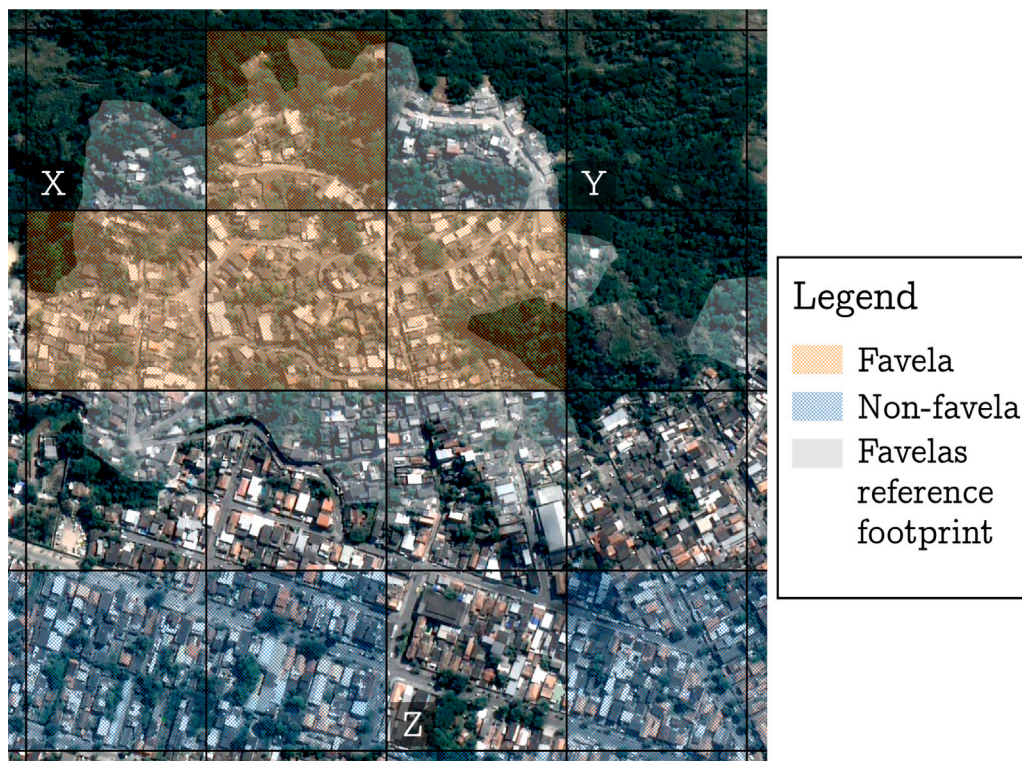 X
Y
Legend
Favela
Non-favela
Favelas
reference
footprint
Z